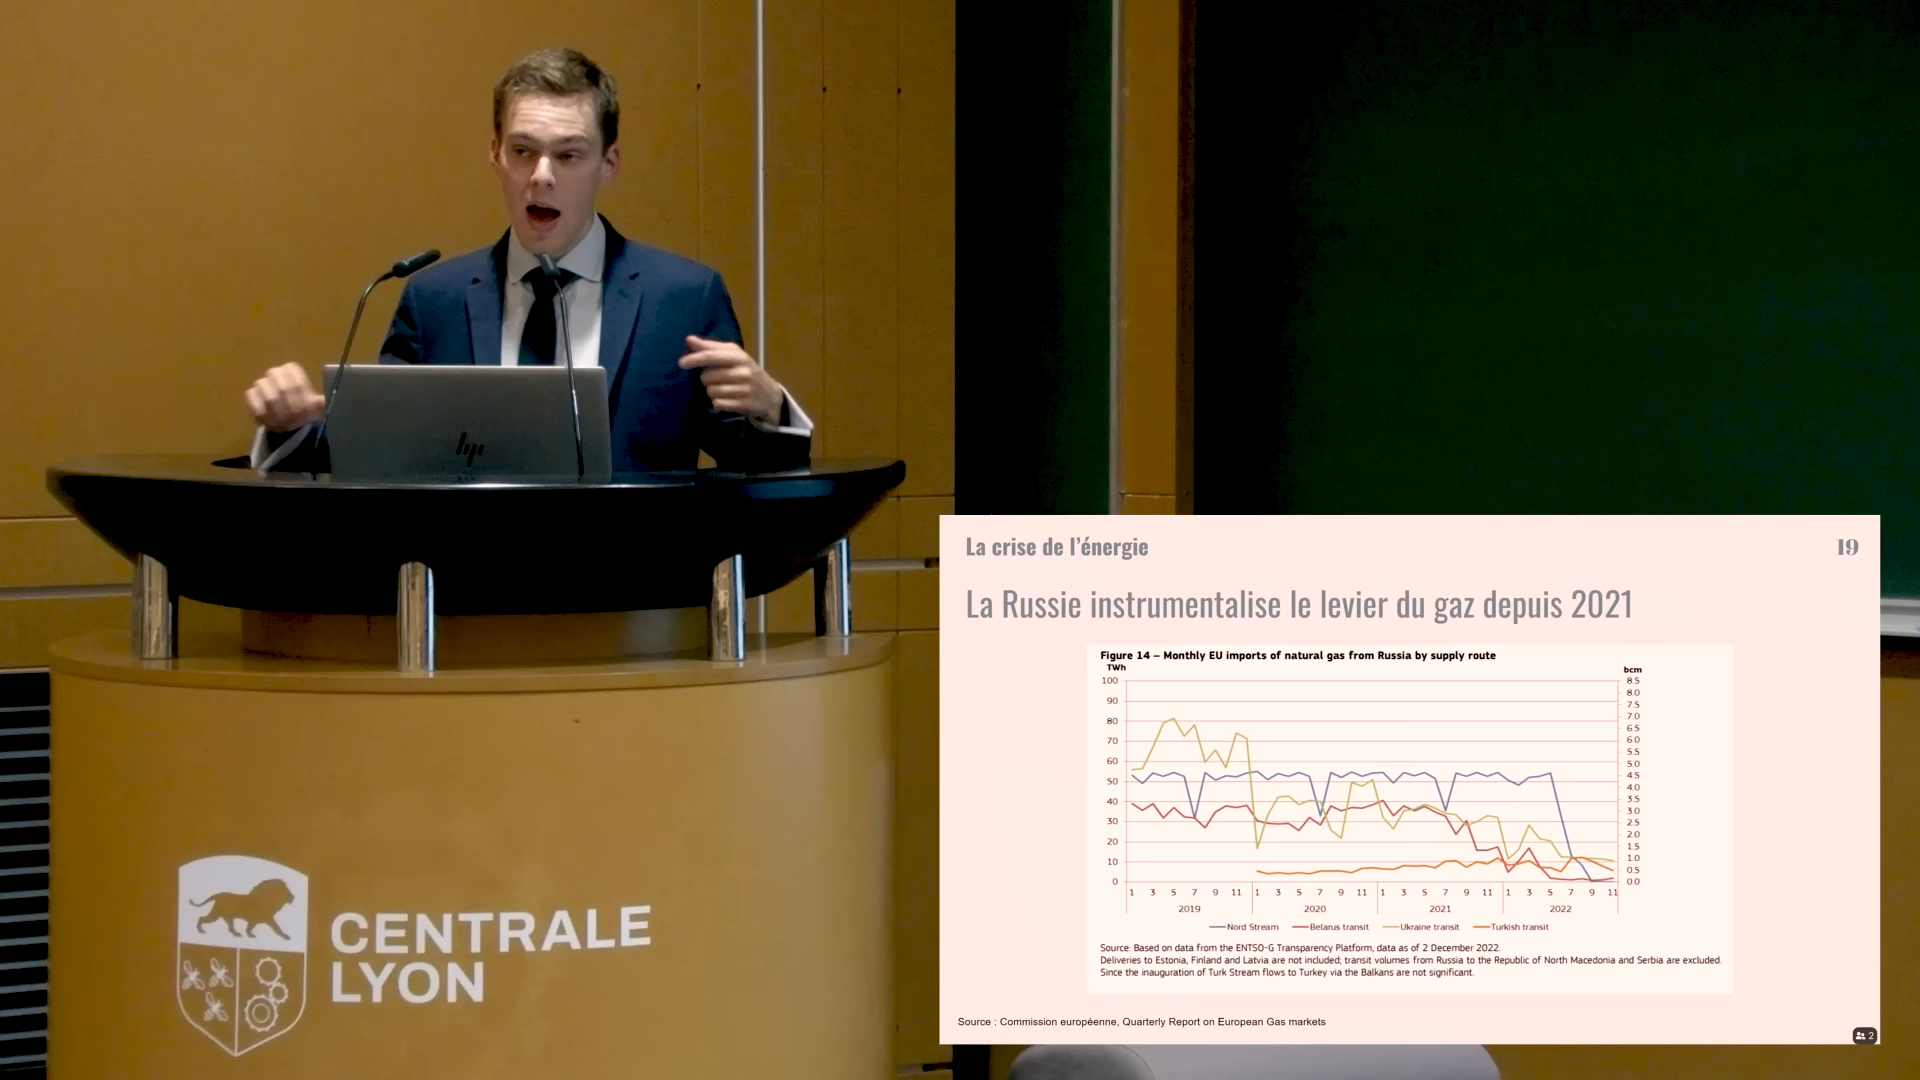 hp
CENTRALE
LYON
La crise de l'énergie
19
La Russie instrumentalise le levier du gaz depuis 2021
Figure 14 – Monthly EU imports of natural gas from Russia by supply route
TWh
bcm
100
90
80
70
60
50
40
30
20
10
0
8.5
8.0
7.5
7.0
6.5
6.0
5.5
5.0
4.5
4.0
3.5
3.0
2.5
2.0
1.5
1.0
0.5
0.0
1 3 5 7 9 11 1 3 5 7 9 11 1 3 5 7 9 11 1 3 5 7 9 11
2019 2020 2021 2022
Nord Stream Belarus transit Ukraine transit Turkish transit
Source: Based on data from the ENTSO-G Transparency Platform, data as of 2 December 2022.
Deliveries to Estonia, Finland and Latvia are not included; transit volumes from Russia to the Republic of North Macedonia and Serbia are excluded.
Since the inauguration of Turk Stream flows to Turkey via the Balkans are not significant.
Source : Commission européenne, Quarterly Report on European Gas markets
2